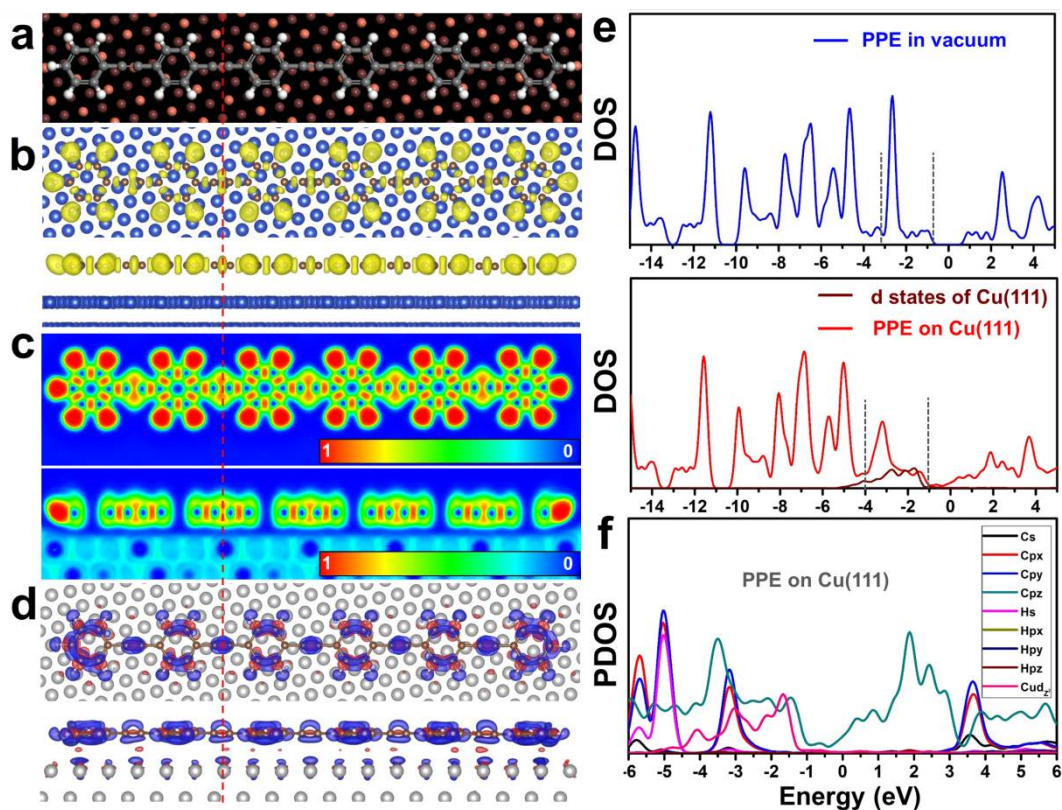 a
b
c
1 0
1 0
d
e
PPE in vacuum
DOS
-14 -12 -10 -8 -6 -4 -2 0 2 4
d states of Cu(111)
PPE on Cu(111)
DOS
-14 -12 -10 -8 -6 -4 -2 0 2 4
f
PPE on Cu(111)
Cs
Cpx
Cpy
Cpz
Hs
Hpx
Hpy
Hpz
Cud_z²
PDOS
-6 -5 -4 -3 -2 -1 0 1 2 3 4 5 6
Energy (eV)